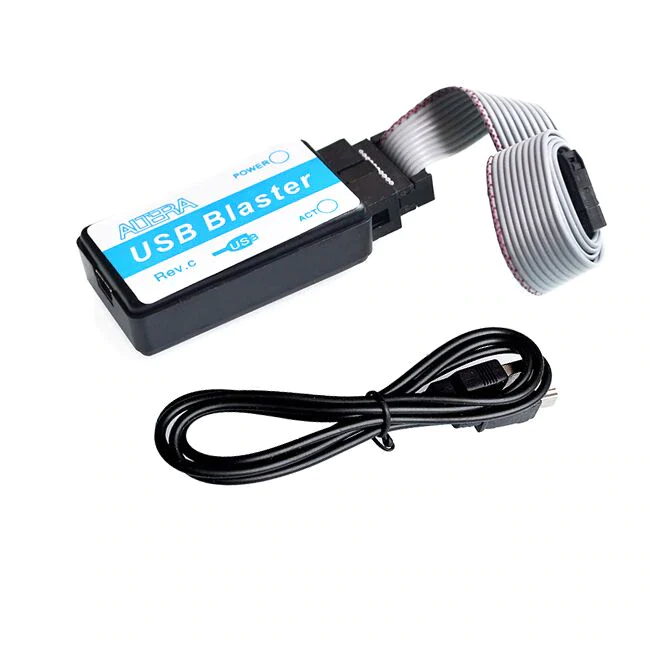 POWER
ALTERA
USB Blaster
ACT
USB
Rev.c